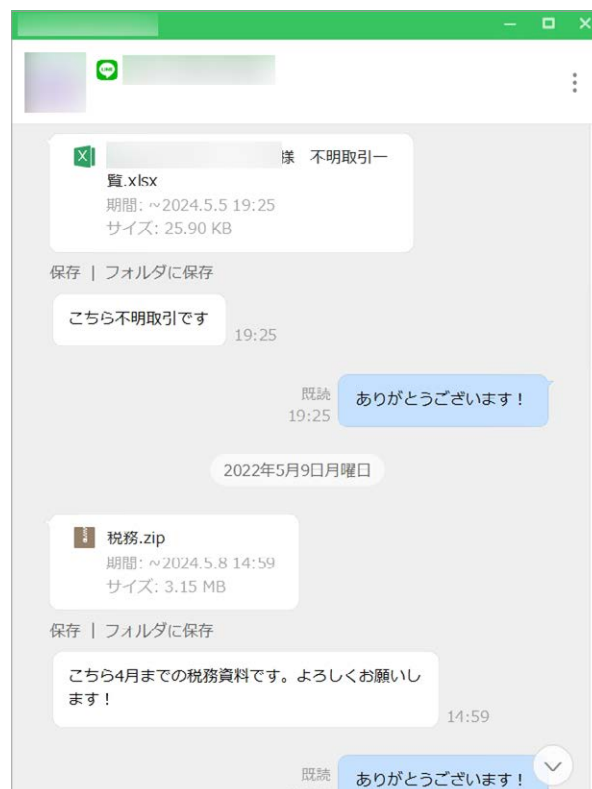 様 不明取引一
覧.xlsx
期間: ~2024.5.5 19:25
サイズ: 25.90 KB
保存 | フォルダに保存
こちら不明取引です
19:25
既読
19:25
ありがとうございます！
2022年5月9日月曜日
税務.zip
期間: ~2024.5.8 14:59
サイズ: 3.15 MB
保存 | フォルダに保存
こちら4月までの税務資料です。よろしくお願いし
ます！
14:59
既読
ありがとうございます！